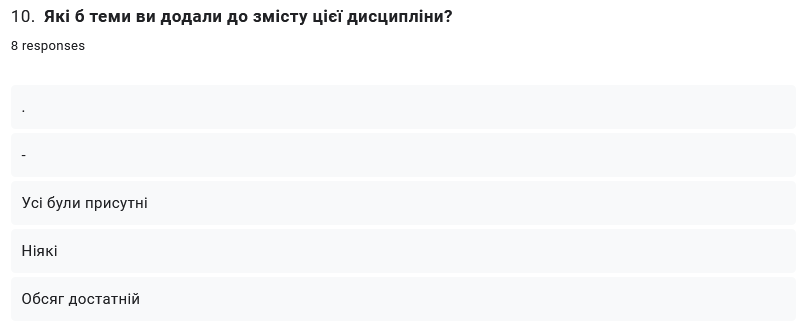 10. Які б теми ви додали до змісту цієї дисципліни?
8 responses
.
-
Усі були присутні
Ніякі
Обсяг достатній